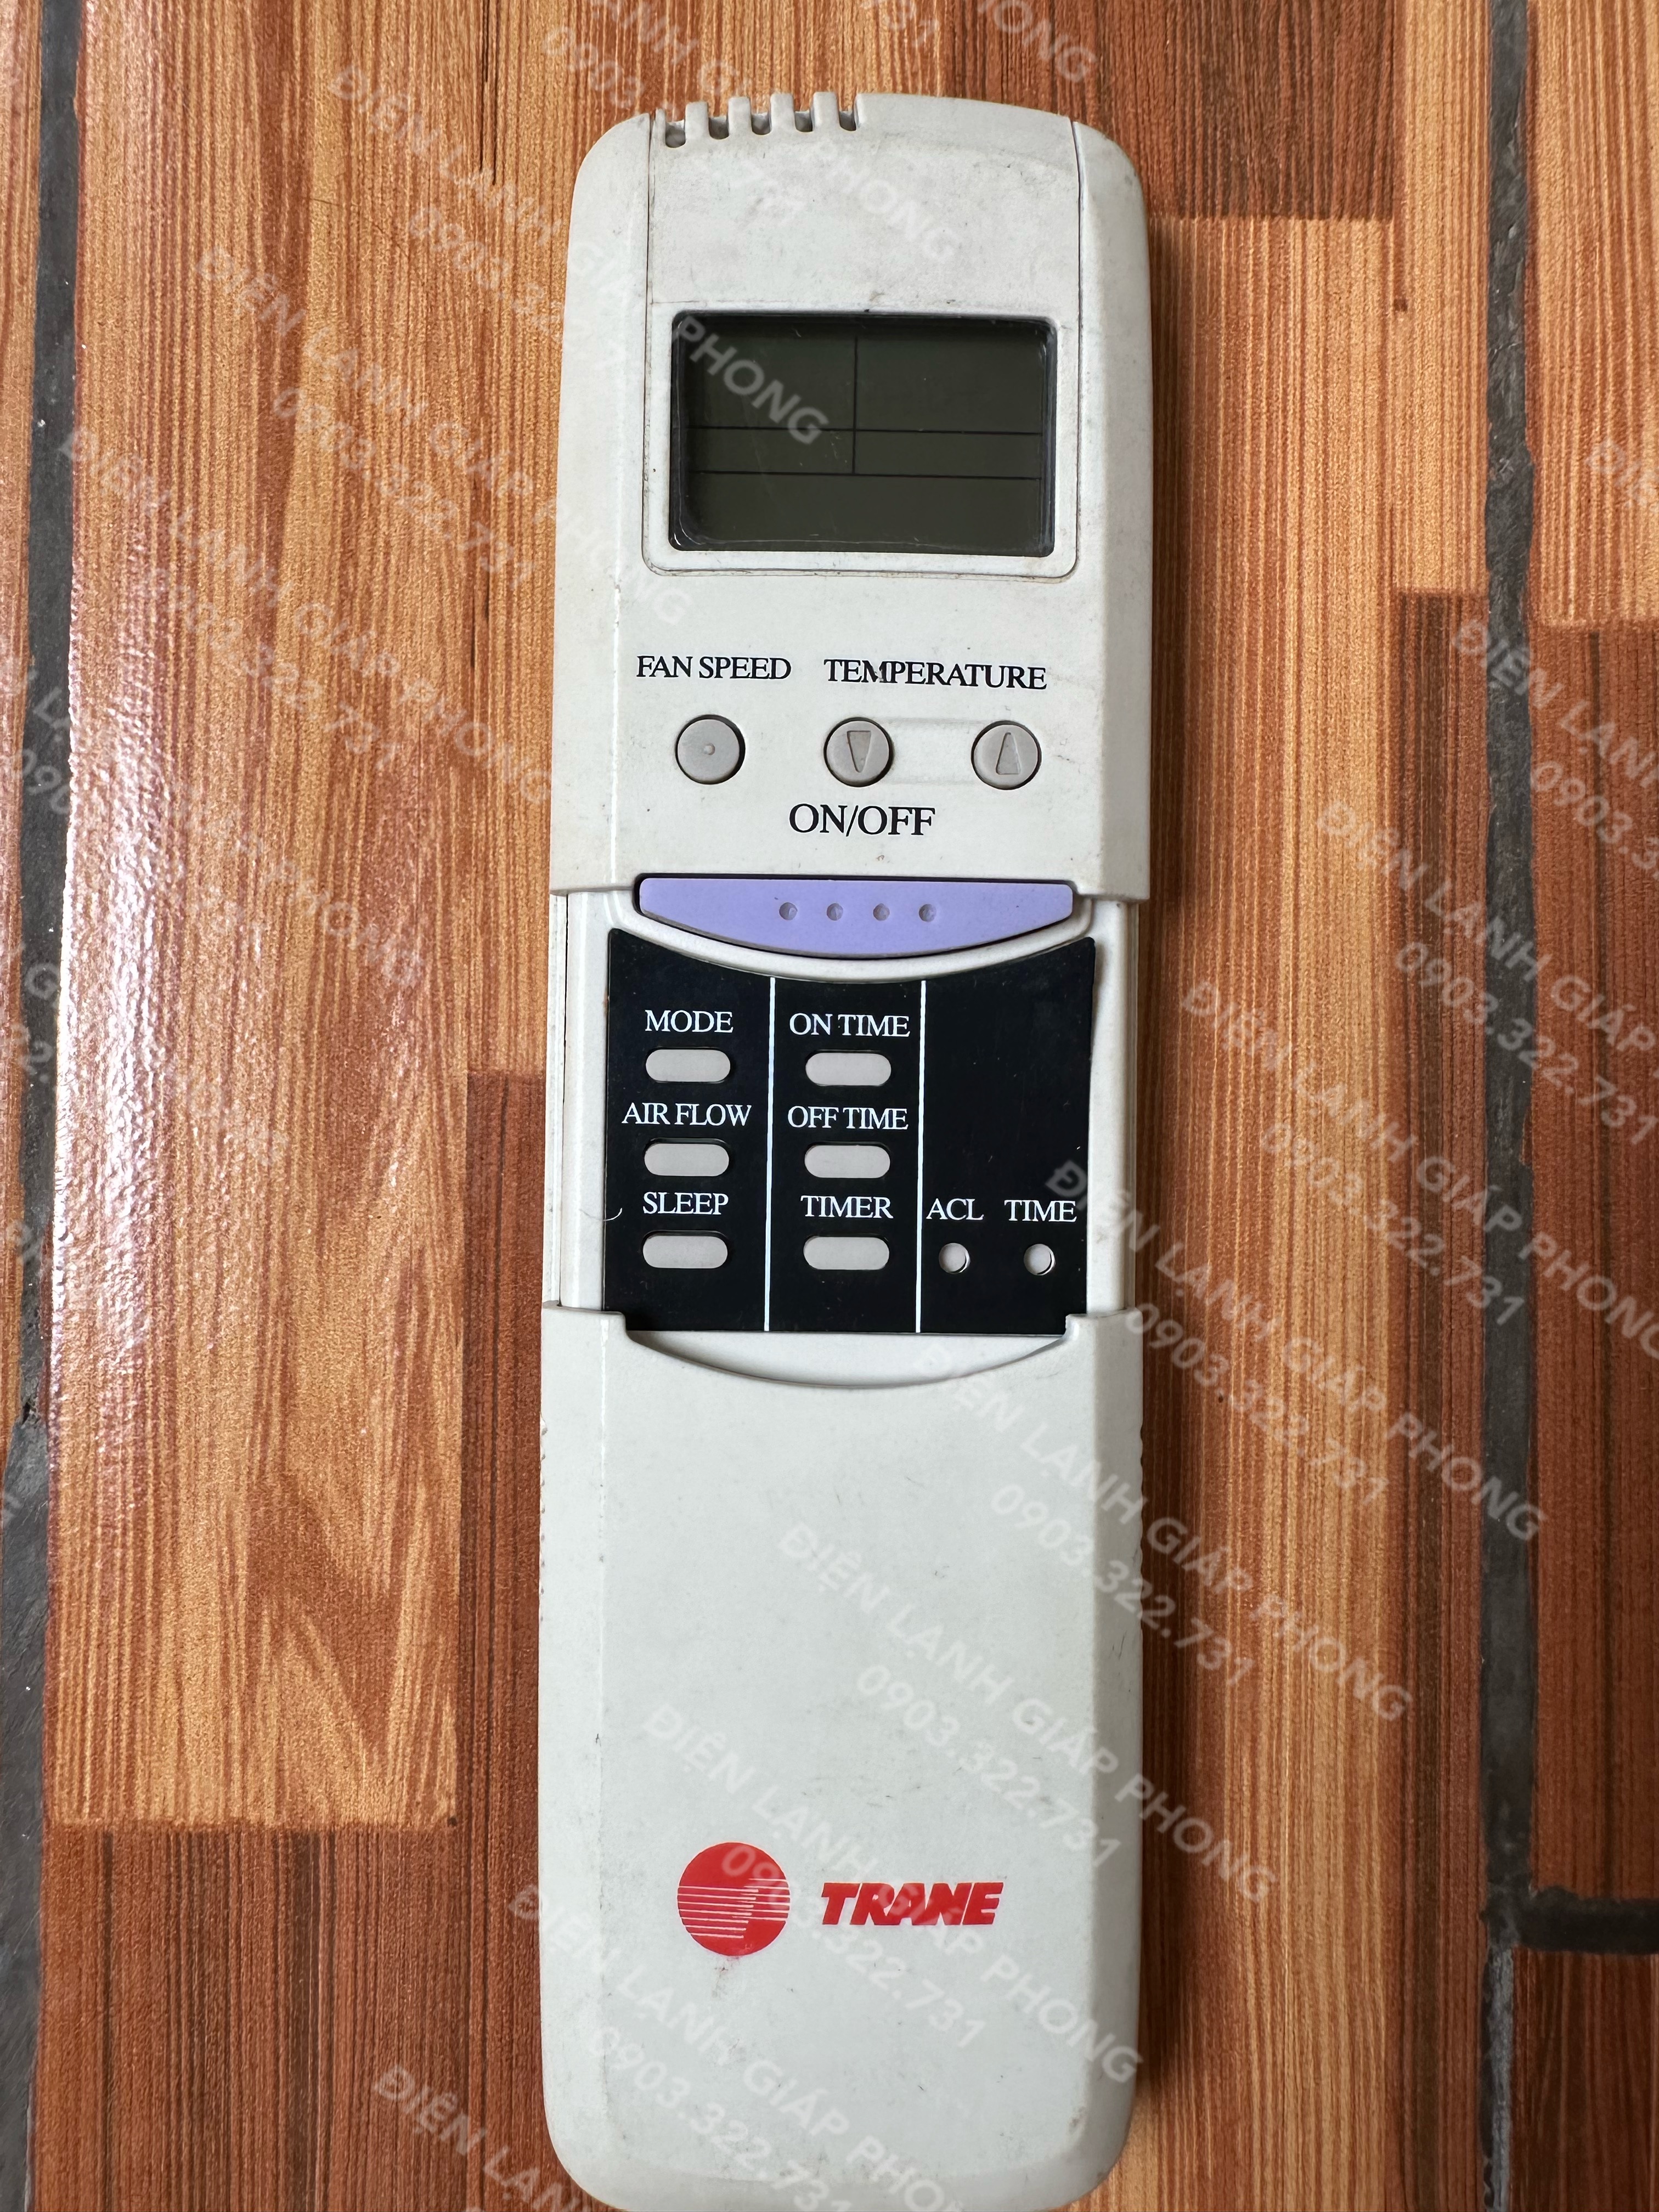 FAN SPEED TEMPERATURE
ON/OFF
MODE ON TIME
AIR FLOW OFF TIME
SLEEP TIMER ACL TIME
TRANE
ĐIỆN LẠNH GIÁP PHONG
0903.322.731